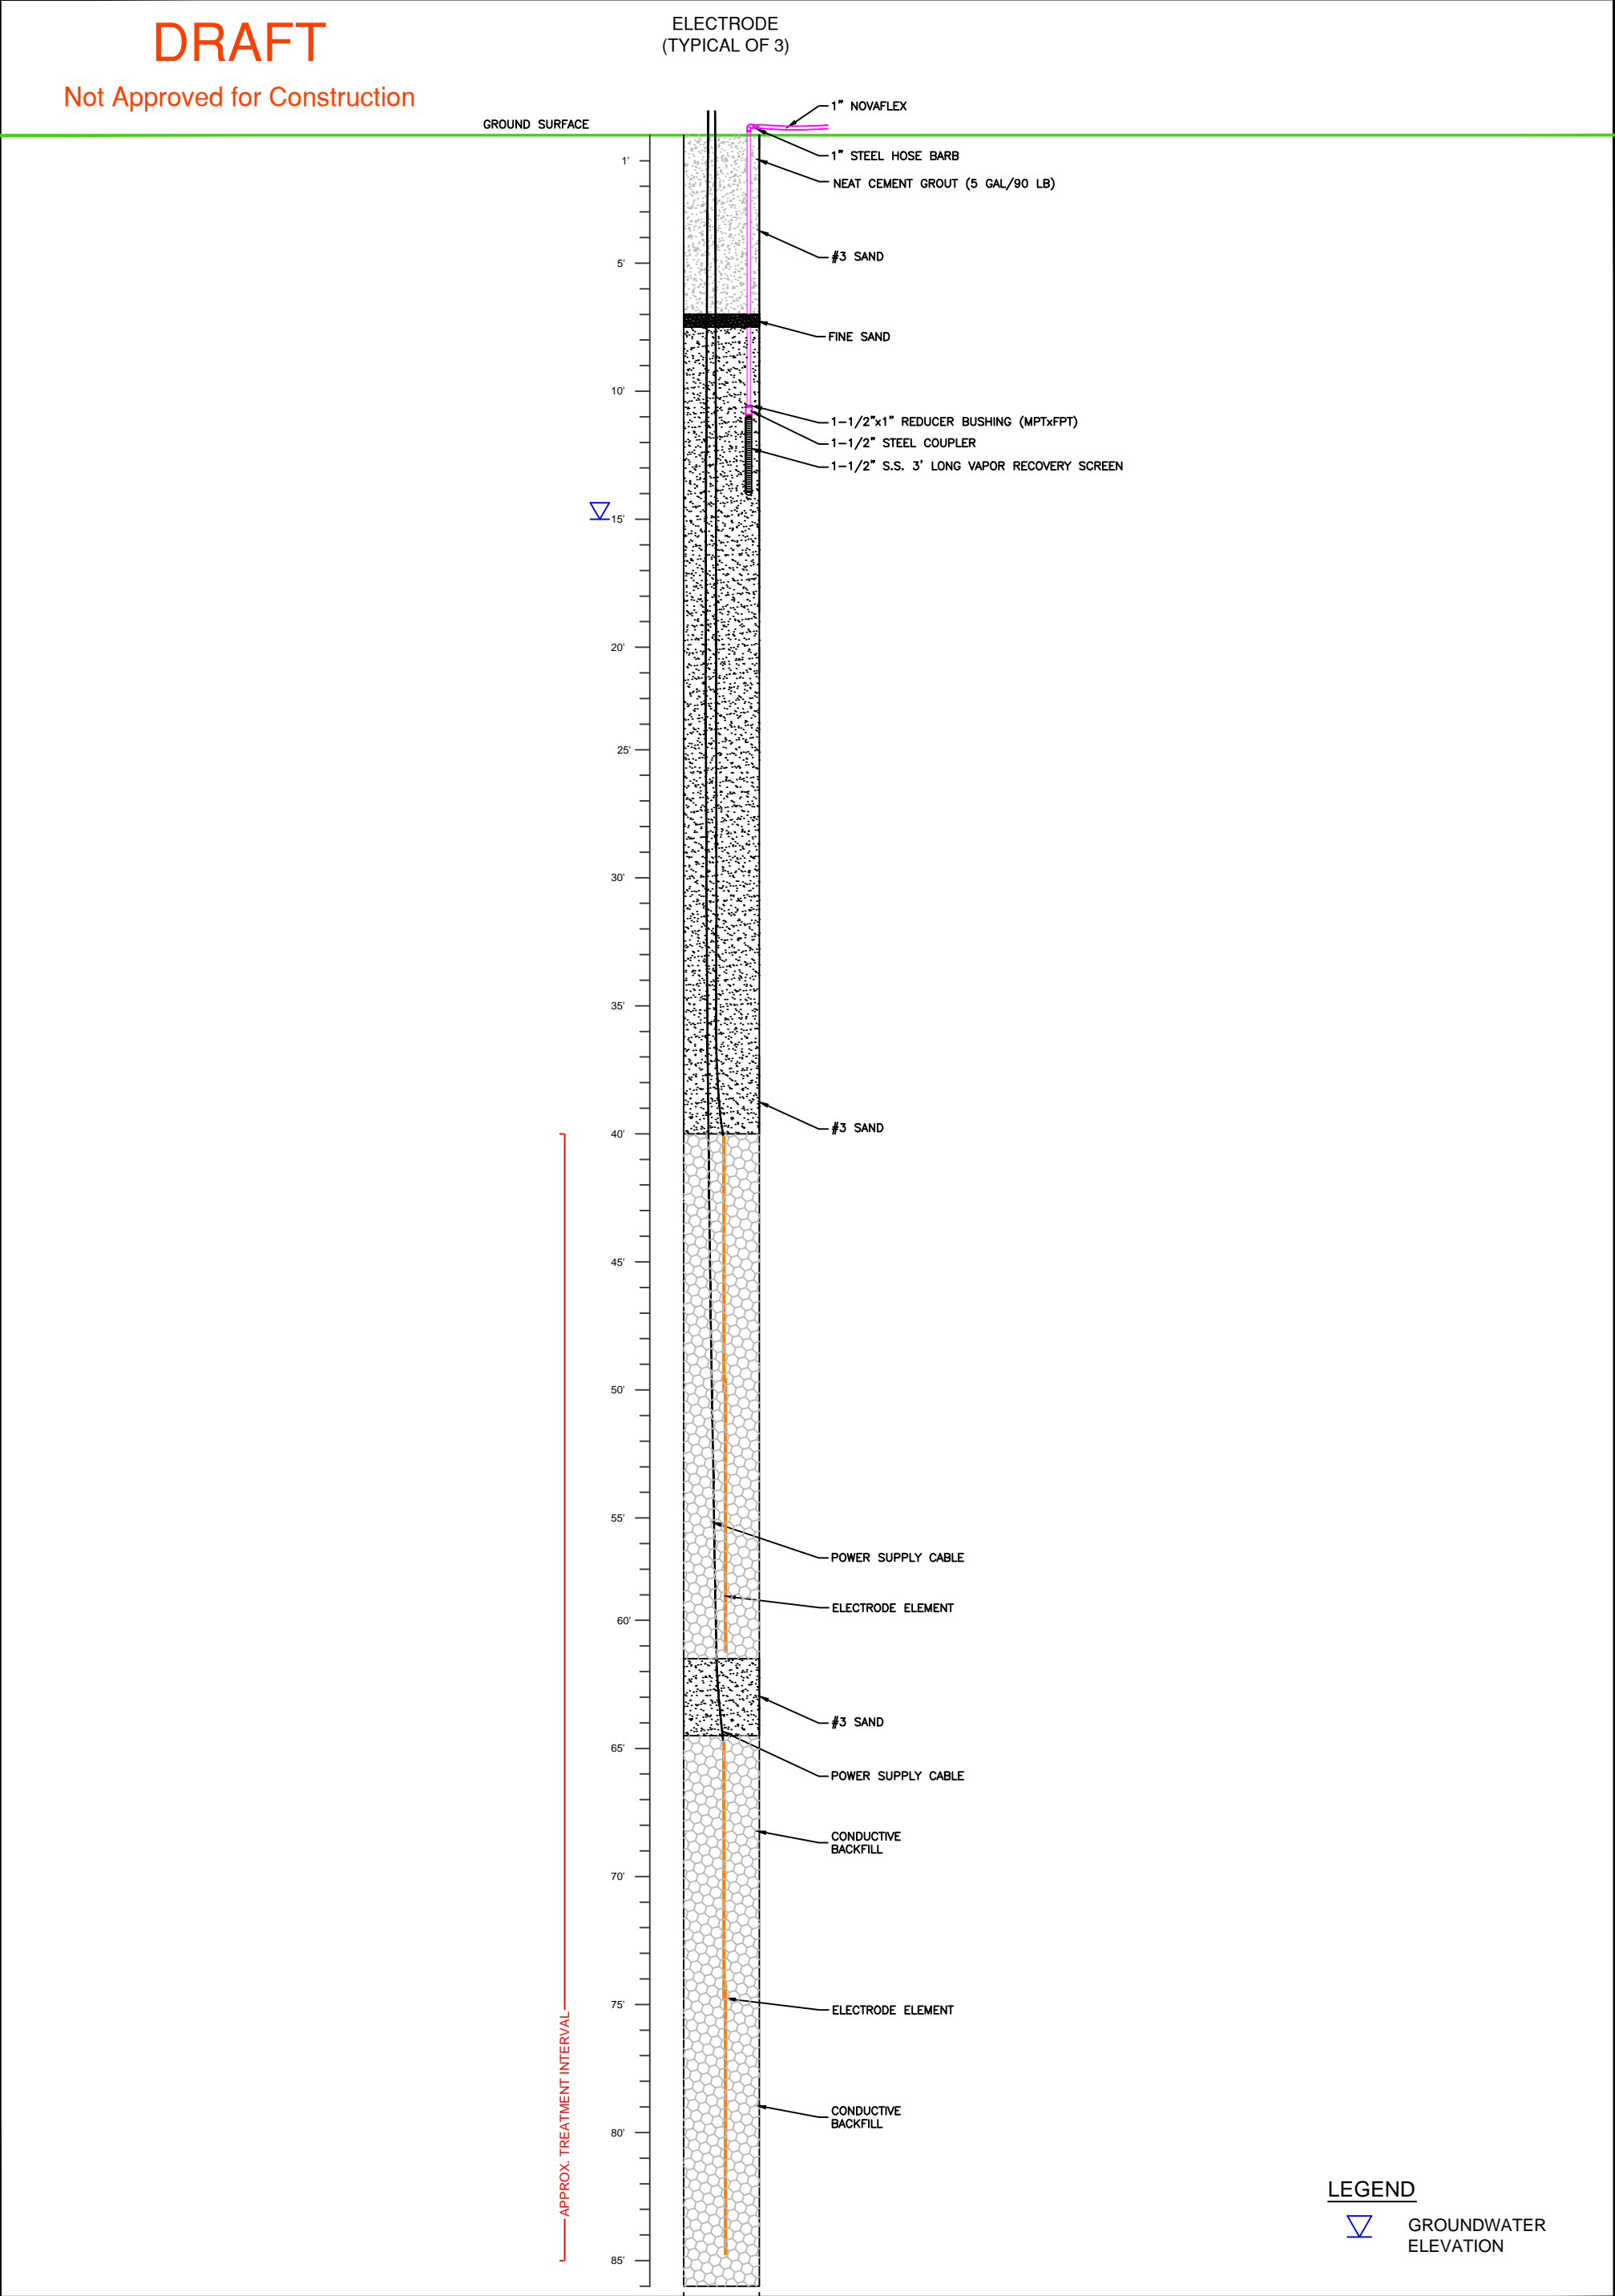 DRAFT
Not Approved for Construction
ELECTRODE
(TYPICAL OF 3)
1" NOVAFLEX
GROUND SURFACE
1" STEEL HOSE BARB
1'
NEAT CEMENT GROUT (5 GAL/90 LB)
#3 SAND
5'
FINE SAND
10'
1-1/2"x1" REDUCER BUSHING (MPTxFPT)
1-1/2" STEEL COUPLER
1-1/2" S.S. 3' LONG VAPOR RECOVERY SCREEN
15'
20'
25'
30'
35'
#3 SAND
40'
45'
50'
55'
POWER SUPPLY CABLE
ELECTRODE ELEMENT
60'
#3 SAND
65'
POWER SUPPLY CABLE
CONDUCTIVE
BACKFILL
70'
75'
ELECTRODE ELEMENT
APPROX. TREATMENT INTERVAL
CONDUCTIVE
BACKFILL
80'
85'
LEGEND
GROUNDWATER
ELEVATION